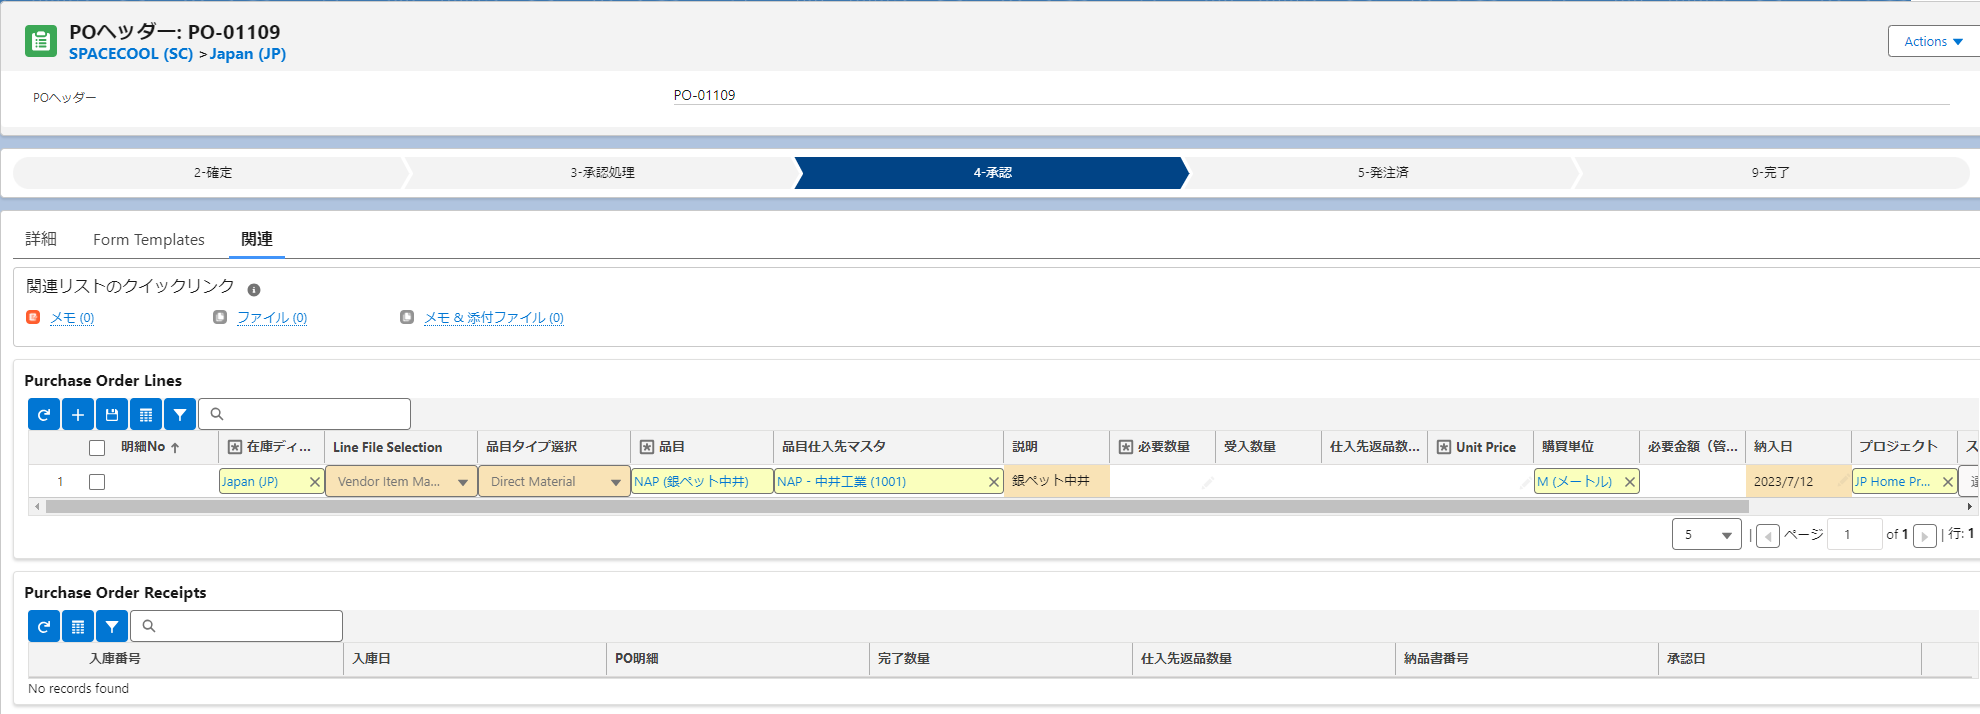 POヘッダー: PO-01109
SPACECOOL (SC) > Japan (JP)
Actions
POヘッダー PO-01109
2-確定 3-承認処理 4-承認 5-発注済 9-完了
詳細 Form Templates 関連
関連リストのクイックリンク
メモ (0) ファイル (0) メモ & 添付ファイル (0)
Purchase Order Lines
明細No ↑ 在庫ディ... Line File Selection 品目タイプ選択 品目 品目仕入先マスタ 説明 必要数量 受入数量 仕入先返品数... Unit Price 購買単位 必要金額（管... 納入日 プロジェクト ス
1 Japan (JP) Vendor Item Ma... Direct Material NAP (銀ペット中井) NAP - 中井工業 (1001) 銀ペット中井 M (メートル) 2023/7/12 JP Home Pr...
5 | ページ 1 of 1 | 行: 1
Purchase Order Receipts
入庫番号 入庫日 PO明細 完了数量 仕入先返品数量 納品書番号 承認日
No records found